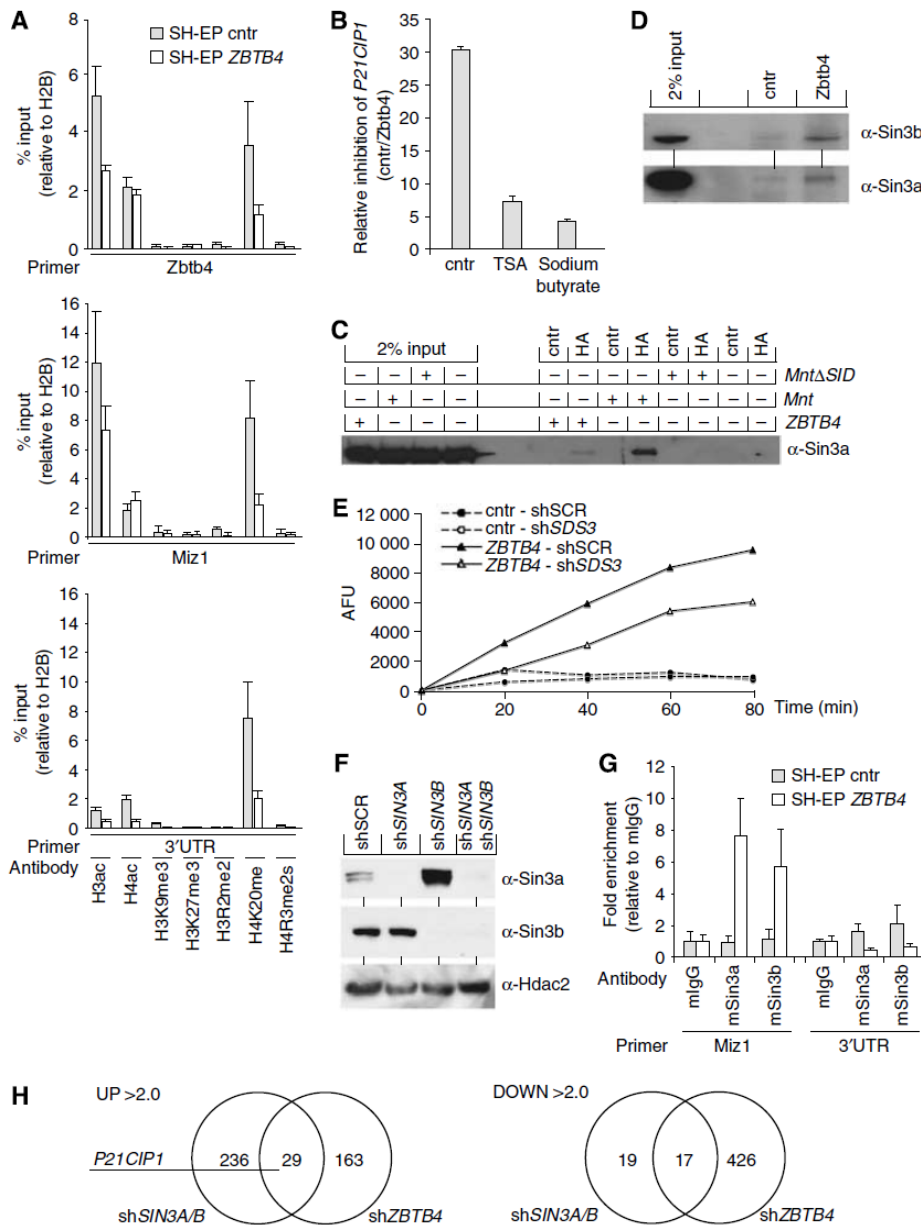 A
SH-EP cntr
SH-EP ZBTB4
% input
(relative to H2B)
8
6
4
2
0
Primer
Zbtb4
% input
(relative to H2B)
16
14
12
10
8
6
4
2
0
Primer
Miz1
% input
(relative to H2B)
16
12
10
8
6
4
2
0
Primer
3′UTR
Antibody
H3ac
H4ac
H3K9me3
H3K27me3
H3R2me2
H4K20me
H4R3me2s
B
Relative inhibition of P21CIP1
(cntr/Zbtb4)
35
30
25
20
15
10
5
0
cntr
TSA
Sodium
butyrate
D
2% input
cntr
Zbtb4
α-Sin3b
α-Sin3a
C
2% input
cntr
HA
cntr
HA
cntr
HA
cntr
HA
– – + – – – – – + + – – MntΔSID
– + – – – – + + – – – – Mnt
+ – – – + + – – – – – – ZBTB4
α-Sin3a
E
cntr - shSCR
cntr - shSDS3
ZBTB4 - shSCR
ZBTB4 - shSDS3
AFU
12 000
10 000
8000
6000
4000
2000
0
0 20 40 60 80
Time (min)
F
shSCR
shSIN3A
shSIN3B
shSIN3A
shSIN3B
α-Sin3a
α-Sin3b
α-Hdac2
G
SH-EP cntr
SH-EP ZBTB4
Fold enrichment
(relative to mIgG)
12
10
8
6
4
2
0
Antibody
mIgG
mSin3a
mSin3b
mIgG
mSin3a
mSin3b
Primer
Miz1
3′UTR
H
UP >2.0
P21CIP1
236
29
163
shSIN3A/B
shZBTB4
DOWN >2.0
19
17
426
shSIN3A/B
shZBTB4